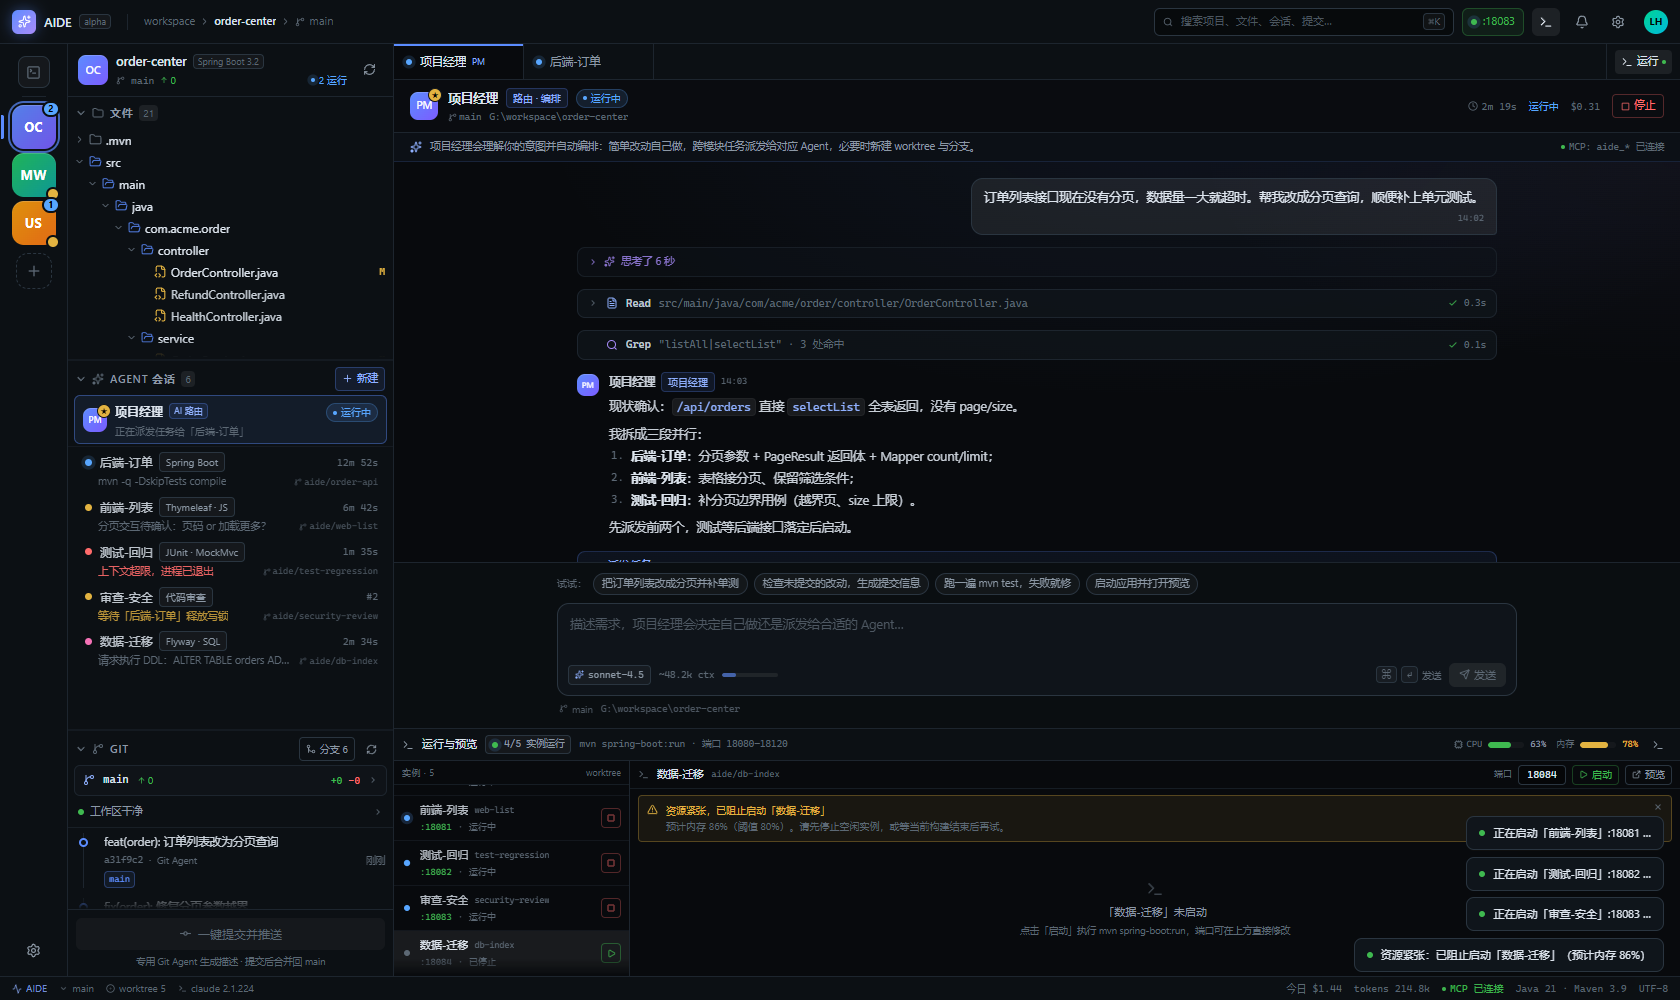 AIDE alpha workspace › order-center › main
搜索项目、文件、会话、提交... ⌘K :18083 LH
OC 2
MW
US 1
OC order-center Spring Boot 3.2
main ↑0 2 运行
文件 21
.mvn
src
main
java
com.acme.order
controller
OrderController.java M
RefundController.java
HealthController.java
service
AGENT 会话 6 + 新建
PM 项目经理 AI 路由 运行中
正在派发任务给「后端-订单」
后端-订单 Spring Boot 12m 52s
mvn -q -DskipTests compile aide/order-api
前端-列表 Thymeleaf · JS 6m 42s
分页交互待确认：页码 or 加载更多? aide/web-list
测试-回归 JUnit · MockMvc 1m 35s
上下文超限，进程已退出 aide/test-regression
审查-安全 代码审查 #2
等待「后端-订单」释放写锁 aide/security-review
数据-迁移 Flyway · SQL 2m 34s
请求执行 DDL：ALTER TABLE orders AD... aide/db-index
GIT 分支 6
main ↑0 +0 −0
工作区干净
feat(order): 订单列表改为分页查询
a31f9c2 · Git Agent 刚刚
main
一键提交并推送
专用 Git Agent 生成描述 · 提交后合并回 main
项目经理 PM 后端-订单 运行
PM 项目经理 路由 · 编排 运行中
main G:\workspace\order-center
2m 19s 运行中 $0.31 停止
项目经理会理解你的意图并自动编排：简单改动自己做，跨模块任务派发给对应 Agent，必要时新建 worktree 与分支。 MCP: aide_* 已连接
订单列表接口现在没有分页，数据量一大就超时。帮我改成分页查询，顺便补上单元测试。
14:02
思考了 6 秒
Read src/main/java/com/acme/order/controller/OrderController.java 0.3s
Grep "listAll|selectList" · 3 处命中 0.1s
PM 项目经理 项目经理 14:03
现状确认：/api/orders 直接 selectList 全表返回，没有 page/size。
我拆成三段并行：
1. 后端-订单：分页参数 + PageResult 返回体 + Mapper count/limit；
2. 前端-列表：表格接分页、保留筛选条件；
3. 测试-回归：补分页边界用例（越界页、size 上限）。
先派发前两个，测试等后端接口落定后启动。
试试： 把订单列表改成分页并补单测 检查未提交的改动，生成提交信息 跑一遍 mvn test，失败就修 启动应用并打开预览
描述需求，项目经理会决定自己做还是派发给合适的 Agent...
sonnet-4.5 ~48.2k ctx ⌘ ↵ 发送 发送
main G:\workspace\order-center
运行与预览 4/5 实例运行 mvn spring-boot:run · 端口 18080-18120 CPU 63% 内存 78%
实例 · 5 worktree
前端-列表 web-list
:18081 · 运行中
测试-回归 test-regression
:18082 · 运行中
审查-安全 security-review
:18083 · 运行中
数据-迁移 db-index
:18084 · 已停止
数据-迁移 aide/db-index 端口 18084 启动 预览
资源紧张，已阻止启动「数据-迁移」 ×
预计内存 86%（阈值 80%）。请先停止空闲实例，或等当前构建结束后再试。
「数据-迁移」未启动
点击「启动」执行 mvn spring-boot:run，端口可在上方直接修改
正在启动「前端-列表」:18081 ...
正在启动「测试-回归」:18082 ...
正在启动「审查-安全」:18083 ...
资源紧张：已阻止启动「数据-迁移」（预计内存 86%）
AIDE main worktree 5 claude 2.1.224 今日 $1.44 tokens 214.8k MCP 已连接 Java 21 · Maven 3.9 UTF-8